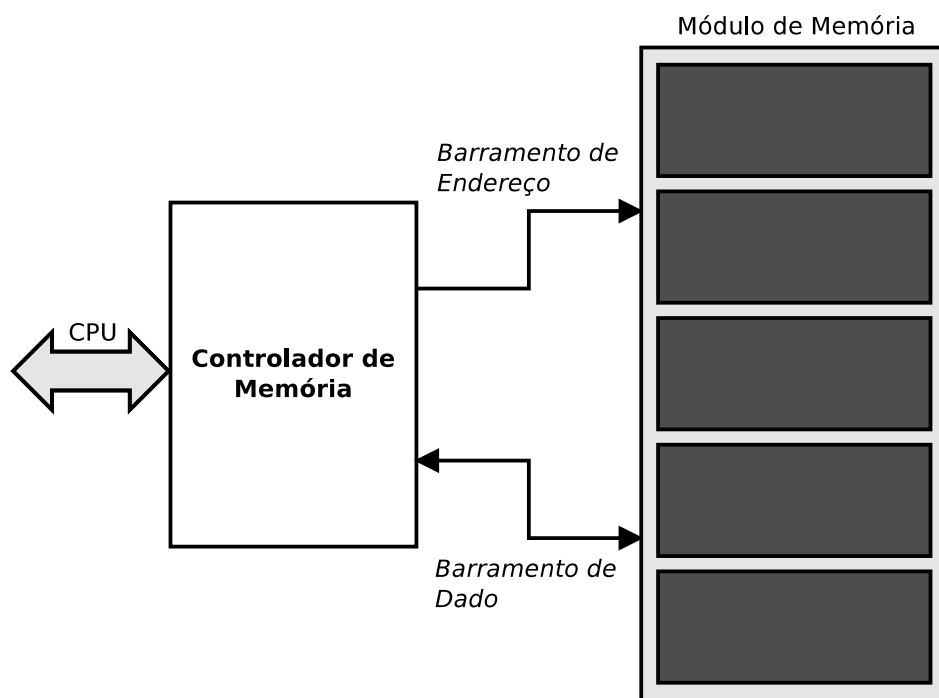 Módulo de Memória
Barramento de
Endereço
CPU
Controlador de
Memória
Barramento de
Dado